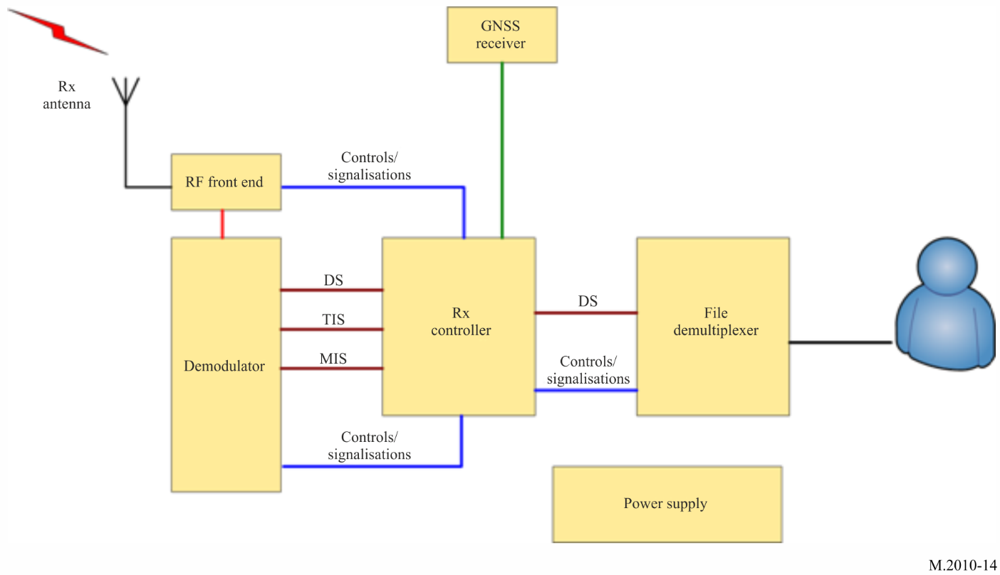 GNSS
receiver
Rx
antenna
Controls/
signalisations
RF front end
DS
TIS
MIS
Demodulator
Rx
controller
DS
File
demultiplexer
Controls/
signalisations
Controls/
signalisations
Power supply
M.2010-14